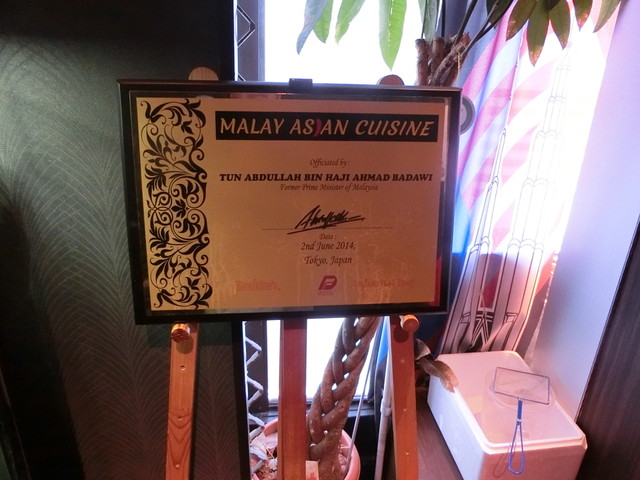 MALAY ASIAN CUISINE
Officiated by :
TUN ABDULLAH BIN HAJI AHMAD BADAWI
Former Prime Minister of Malaysia
Date :
2nd June 2014,
Tokyo, Japan